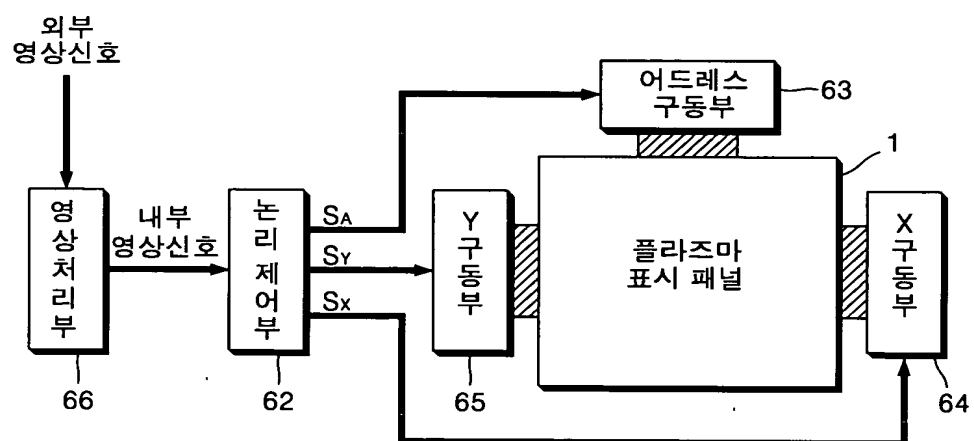 외부
영상신호
어드레스
구동부
63
1
영상처리부
내부
영상신호
논리 제어부
SA
SY
SX
Y 구동부
플라즈마
표시 패널
X 구동부
66
62
65
64